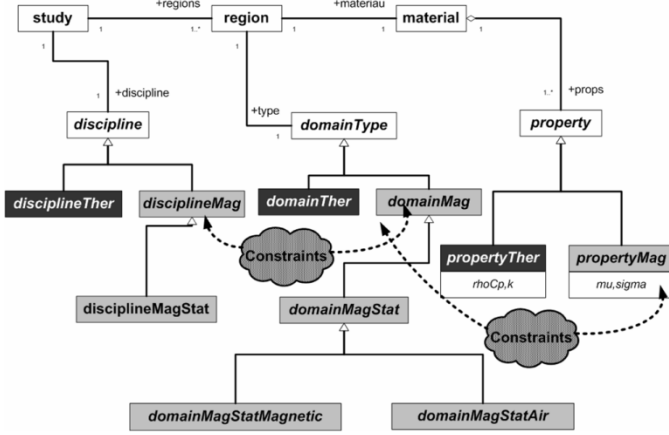 study
+regions
region
+materiau
material
1
1
1..*
1
1
1
1
1
+discipline
1
+type
1
1..*
+props
discipline
domainType
property
disciplineTher
disciplineMag
domainTher
domainMag
Constraints
propertyTher
propertyMag
rhoCp,k
mu,sigma
disciplineMagStat
domainMagStat
Constraints
domainMagStatMagnetic
domainMagStatAir